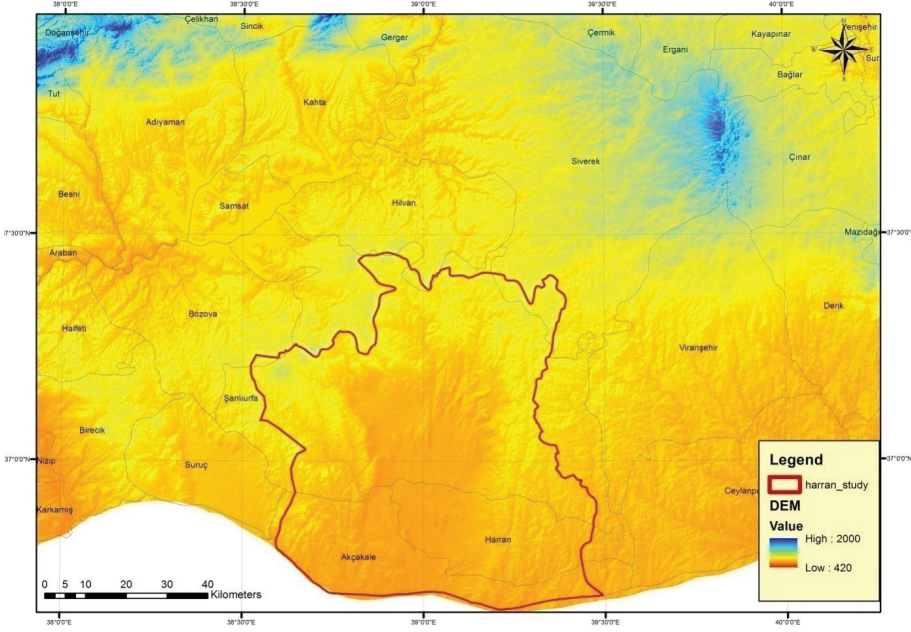 38°0'0"E 38°30'0"E 39°0'0"E 39°30'0"E 40°0'0"E
Doğanşehir
Çelikhan
Sincik
Gerger
Çermik
Ergani
Kayapınar
Yenişehir
N
W
E
S
Sur
Bağlar
Tut
Kahta
Adıyaman
Siverek
Çınar
Besni
Samsat
Hilvan
37°30'0"N
37°30'0"N
Mazıdağı
Araban
Bozova
Derik
Halfeti
Viranşehir
Şanlıurfa
Birecik
37°0'0"N
37°0'0"N
Nizip
Suruç
Ceylanpı
Karkamış
Harran
Akçakale
Legend
harran_study
DEM
Value
High : 2000
Low : 420
0 5 10 20 30 40
Kilometers
38°0'0"E 38°30'0"E 39°0'0"E 39°30'0"E 40°0'0"E